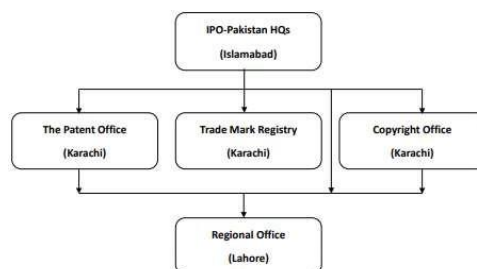 IPO-Pakistan HQs
(Islamabad)
The Patent Office
(Karachi)
Trade Mark Registry
(Karachi)
Copyright Office
(Karachi)
Regional Office
(Lahore)